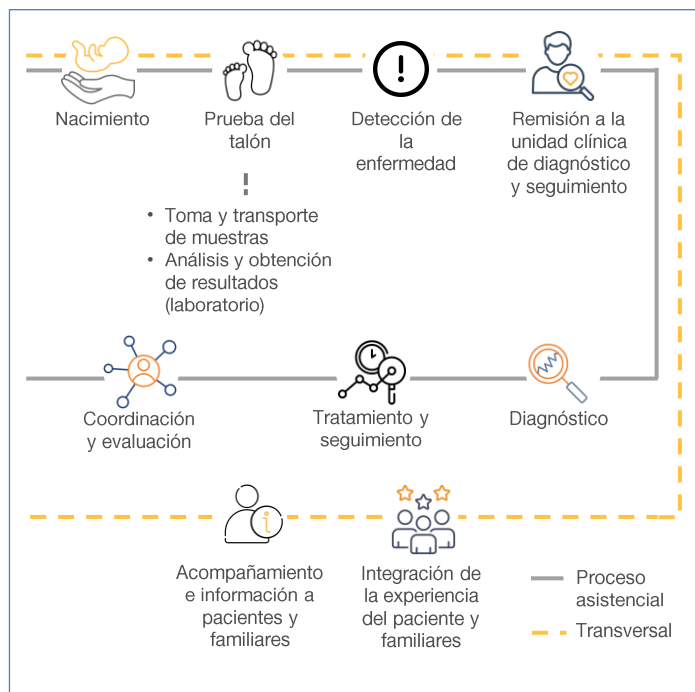 Nacimiento
Prueba del
talón
Detección de
la
enfermedad
Remisión a la
unidad clínica
de diagnóstico
y seguimiento
• Toma y transporte
de muestras
• Análisis y obtención
de resultados
(laboratorio)
Coordinación
y evaluación
Tratamiento y
seguimiento
Diagnóstico
Acompañamiento
e información a
pacientes y
familiares
Integración de
la experiencia
del paciente y
familiares
Proceso
asistencial
Transversal